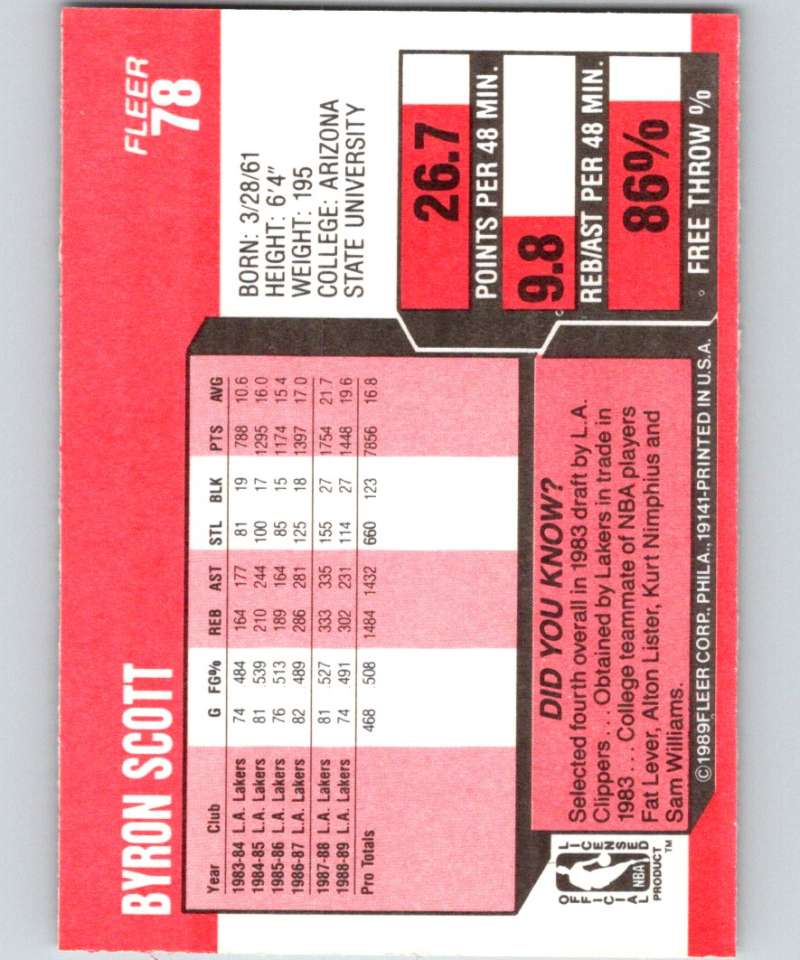 FLEER
78
BYRON SCOTT
BORN: 3/28/61
HEIGHT: 6'4"
WEIGHT: 195
COLLEGE: ARIZONA
STATE UNIVERSITY
Year Club G FG% REB AST STL BLK PTS AVG
1983-84 L.A. Lakers 74 .484 164 177 81 19 788 10.6
1984-85 L.A. Lakers 81 .539 210 244 100 17 1295 16.0
1985-86 L.A. Lakers 76 .513 189 164 85 15 1174 15.4
1986-87 L.A. Lakers 82 .489 286 281 125 18 1397 17.0
1987-88 L.A. Lakers 81 .527 333 335 155 27 1754 21.7
1988-89 L.A. Lakers 74 .491 302 231 114 27 1448 19.6
Pro Totals 468 .508 1484 1432 660 123 7856 16.8
26.7
POINTS PER 48 MIN.
9.8
REB/AST PER 48 MIN.
86%
FREE THROW %
DID YOU KNOW?
Selected fourth overall in 1983 draft by L.A.
Clippers . . . Obtained by Lakers in trade in
1983 . . . College teammate of NBA players
Fat Lever, Alton Lister, Kurt Nimphius and
Sam Williams.
OFFICIAL LICENSED
NBA
PRODUCT™
©1989 FLEER CORP., PHILA., 19141-PRINTED IN U.S.A.